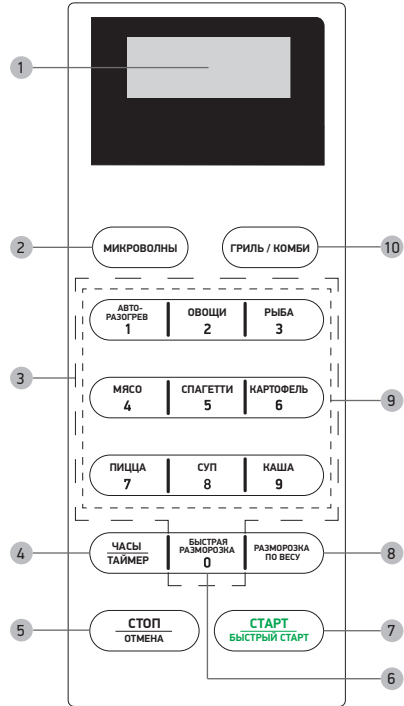 1
2
МИКРОВОЛНЫ
ГРИЛЬ / КОМБИ
10
АВТО-
РАЗОГРЕВ
1
ОВОЩИ
2
РЫБА
3
3
МЯСО
4
СПАГЕТТИ
5
КАРТОФЕЛЬ
6
9
ПИЦЦА
7
СУП
8
КАША
9
4
ЧАСЫ
ТАЙМЕР
БЫСТРАЯ
РАЗМОРОЗКА
0
РАЗМОРОЗКА
ПО ВЕСУ
8
5
СТОП
ОТМЕНА
СТАРТ
БЫСТРЫЙ СТАРТ
7
6